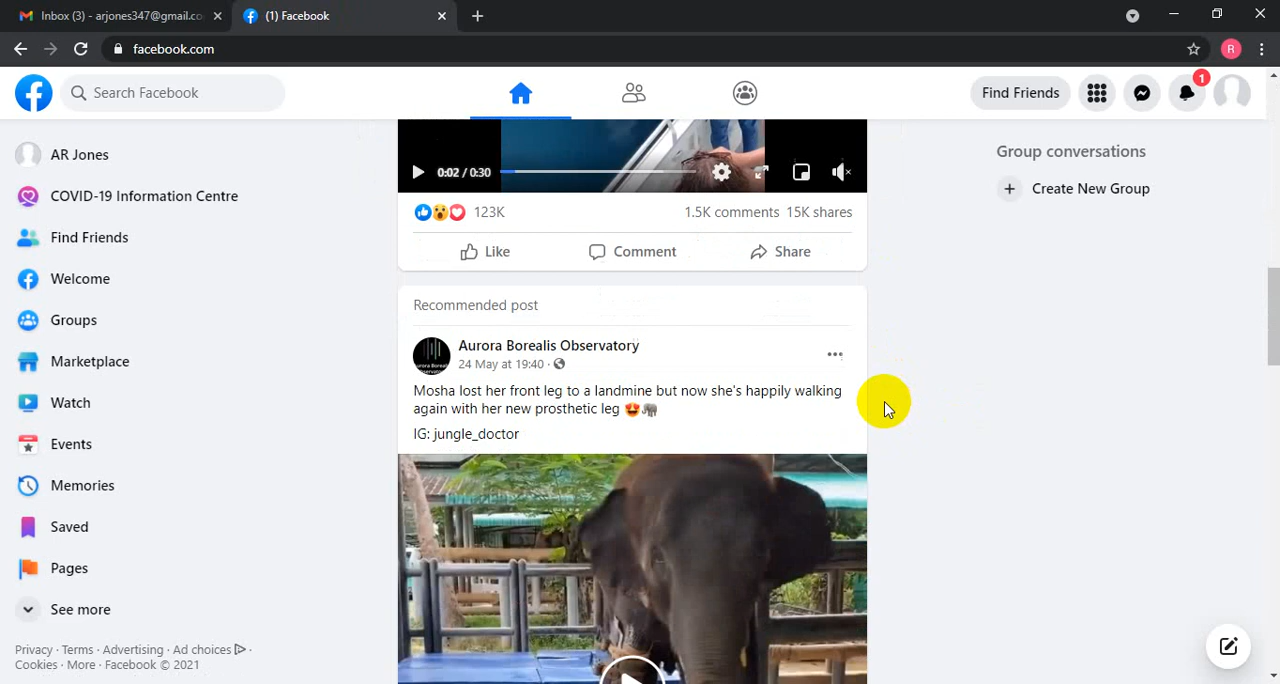 Inbox (3) - arjones347@gmail.co
(1) Facebook
facebook.com
R
Search Facebook
Find Friends
1
AR Jones
COVID-19 Information Centre
Find Friends
Welcome
Groups
Marketplace
Watch
Events
Memories
Saved
Pages
See more
Privacy · Terms · Advertising · Ad choices ·
Cookies · More · Facebook © 2021
0:02 / 0:30
123K
1.5K comments 15K shares
Like
Comment
Share
Recommended post
Aurora Borealis Observatory
24 May at 19:40 ·
Mosha lost her front leg to a landmine but now she's happily walking
again with her new prosthetic leg 😍🐘
IG: jungle_doctor
Group conversations
Create New Group